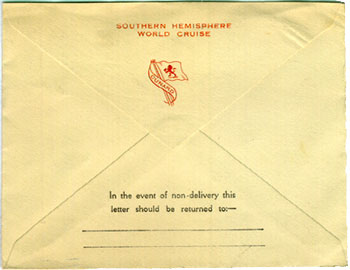 SOUTHERN HEMISPHERE
WORLD CRUISE
CUNARD
In the event of non-delivery this
letter should be returned to:—